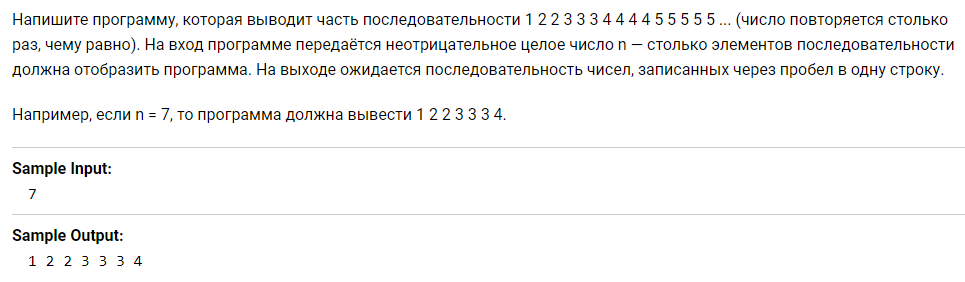 Напишите программу, которая выводит часть последовательности 1 2 2 3 3 3 4 4 4 4 5 5 5 5 5 ... (число повторяется столько
раз, чему равно). На вход программе передаётся неотрицательное целое число n — столько элементов последовательности
должна отобразить программа. На выходе ожидается последовательность чисел, записанных через пробел в одну строку.
Например, если n = 7, то программа должна вывести 1 2 2 3 3 3 4.
Sample Input:
7
Sample Output:
1 2 2 3 3 3 4